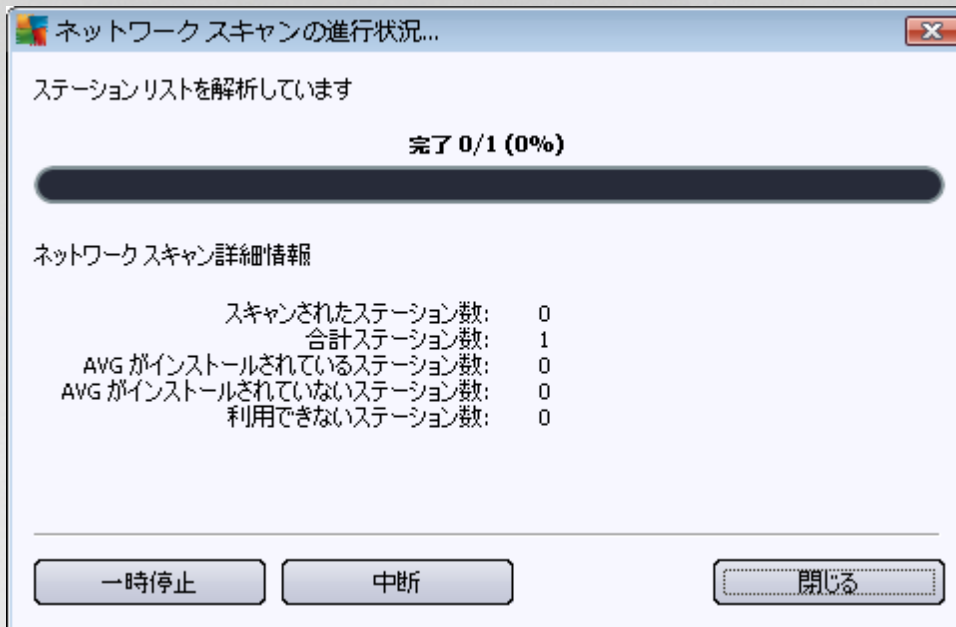 ネットワーク スキャンの進行状況...
ステーション リストを解析しています
完了 0/1 (0%)
ネットワーク スキャン詳細情報
スキャンされたステーション数: 0
合計ステーション数: 1
AVG がインストールされているステーション数: 0
AVG がインストールされていないステーション数: 0
利用できないステーション数: 0
一時停止 中断 閉じる